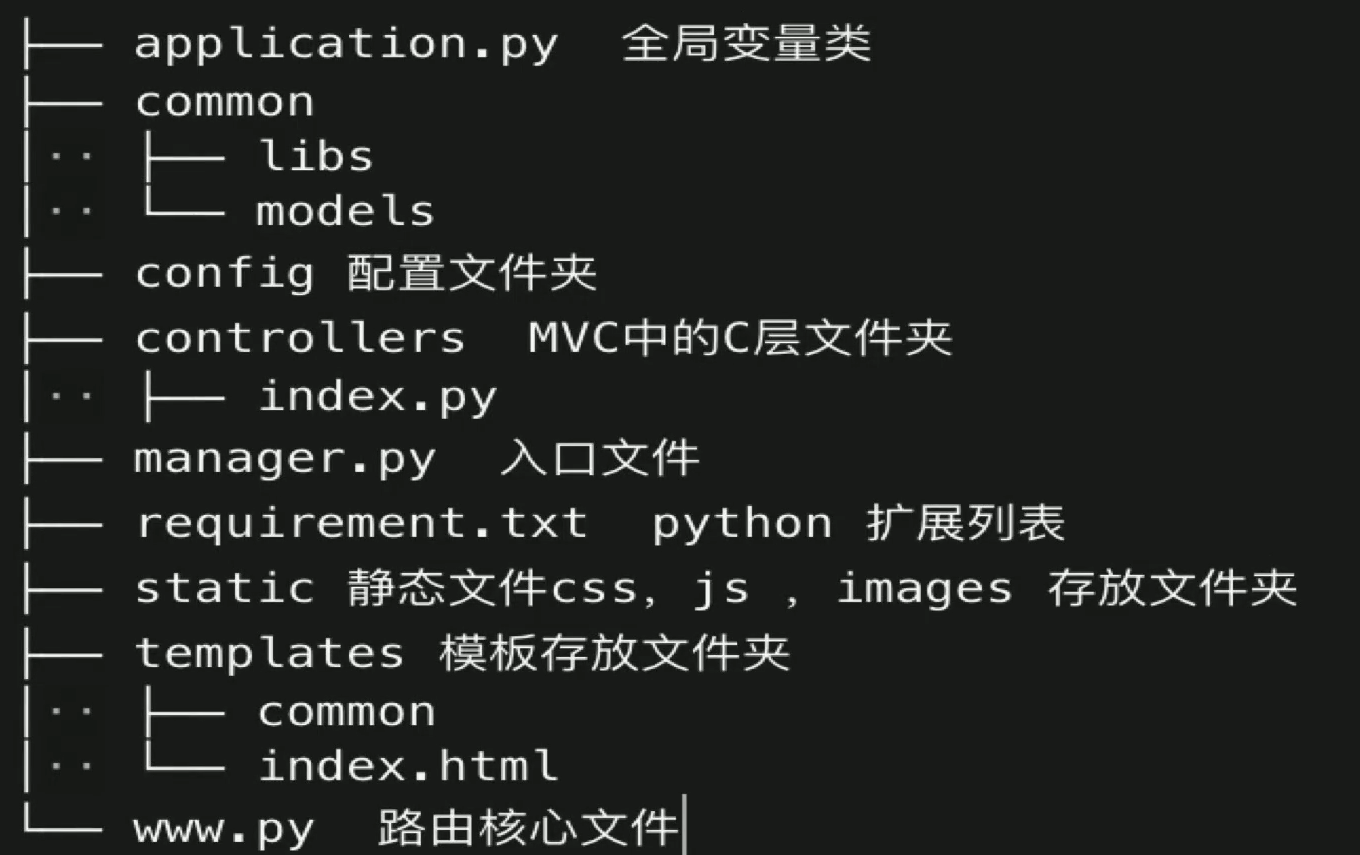 ├── application.py  全局变量类
├── common
│·· ├── libs
│·· └── models
├── config 配置文件夹
├── controllers  MVC中的C层文件夹
│·· ├── index.py
├── manager.py  入口文件
├── requirement.txt  python 扩展列表
├── static 静态文件css, js , images 存放文件夹
├── templates 模板存放文件夹
│·· ├── common
│·· └── index.html
└── www.py  路由核心文件